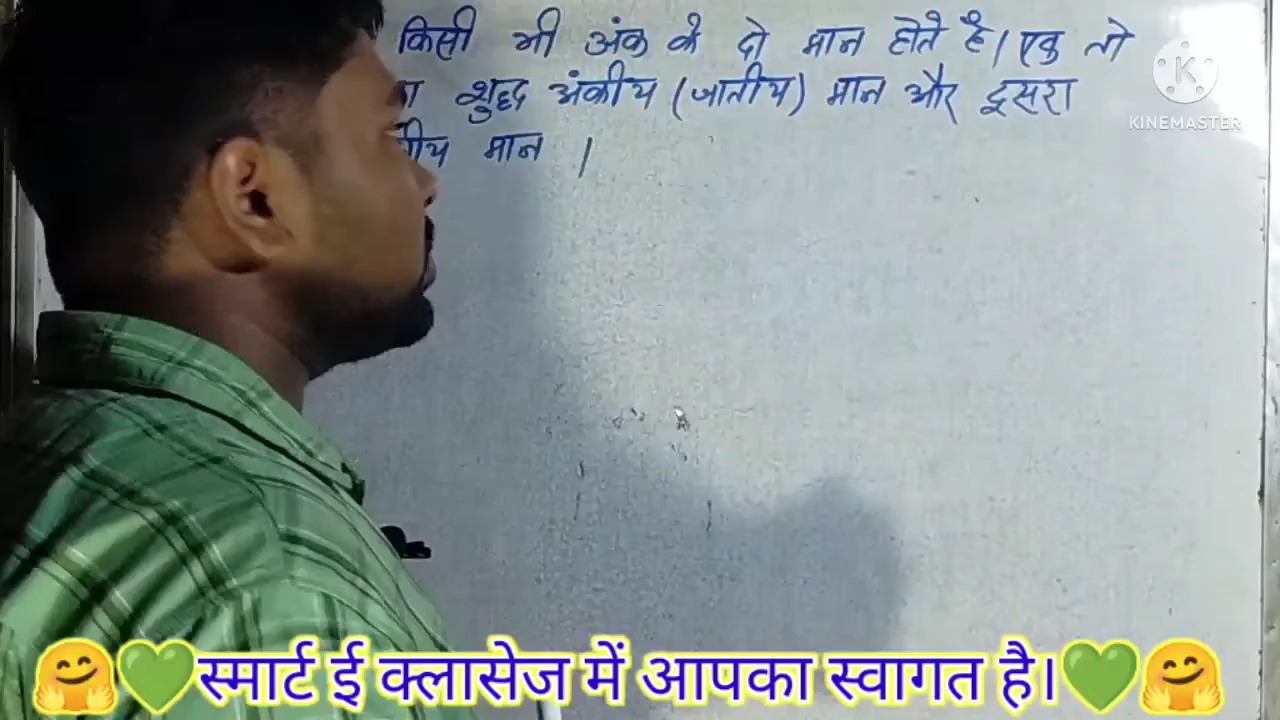 किसी भी अंक के दो मान होते है। एक तो
शुद्ध अंकीय (जातीय) मान और दूसरा
मान ।
KINEMASTER
स्मार्ट ई क्लासेज में आपका स्वागत है।